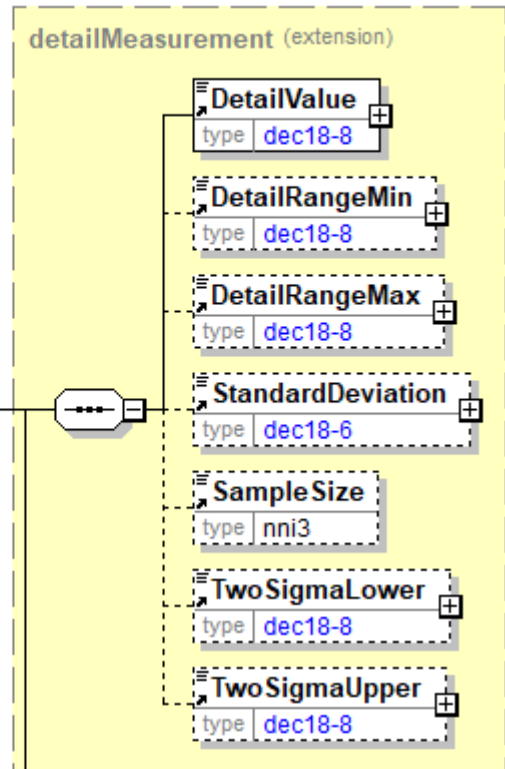 detailMeasurement (extension)
DetailValue
type dec18-8
DetailRangeMin
type dec18-8
DetailRangeMax
type dec18-8
StandardDeviation
type dec18-6
SampleSize
type nni3
TwoSigmaLower
type dec18-8
TwoSigmaUpper
type dec18-8